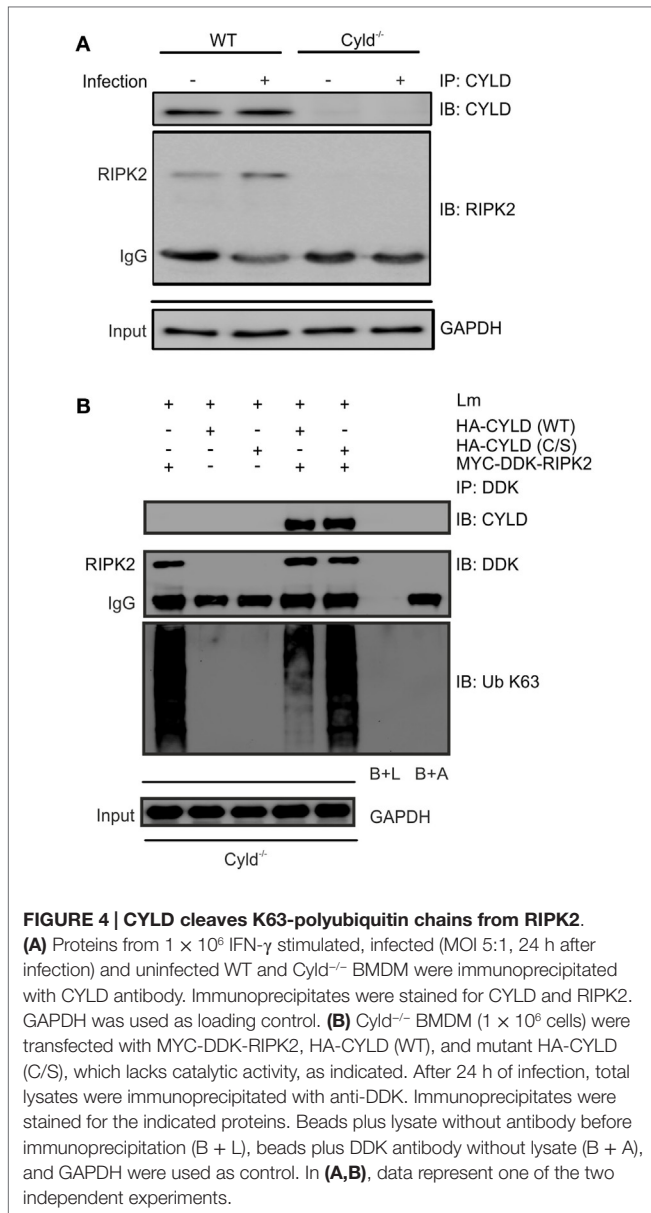 A
WT Cyld-/-
Infection - + - + IP: CYLD
IB: CYLD
RIPK2
IB: RIPK2
IgG
Input GAPDH
B
+ + + + + Lm
- + - + - HA-CYLD (WT)
- - + - + HA-CYLD (C/S)
+ - - + + MYC-DDK-RIPK2
IP: DDK
IB: CYLD
RIPK2 IB: DDK
IgG
IB: Ub K63
B+L B+A
Input GAPDH
Cyld-/-
FIGURE 4 | CYLD cleaves K63-polyubiquitin chains from RIPK2.
(A) Proteins from 1 × 10⁶ IFN-γ stimulated, infected (MOI 5:1, 24 h after
infection) and uninfected WT and Cyld−/− BMDM were immunoprecipitated
with CYLD antibody. Immunoprecipitates were stained for CYLD and RIPK2.
GAPDH was used as loading control. (B) Cyld−/− BMDM (1 × 10⁶ cells) were
transfected with MYC-DDK-RIPK2, HA-CYLD (WT), and mutant HA-CYLD
(C/S), which lacks catalytic activity, as indicated. After 24 h of infection, total
lysates were immunoprecipitated with anti-DDK. Immunoprecipitates were
stained for the indicated proteins. Beads plus lysate without antibody before
immunoprecipitation (B + L), beads plus DDK antibody without lysate (B + A),
and GAPDH were used as control. In (A,B), data represent one of the two
independent experiments.